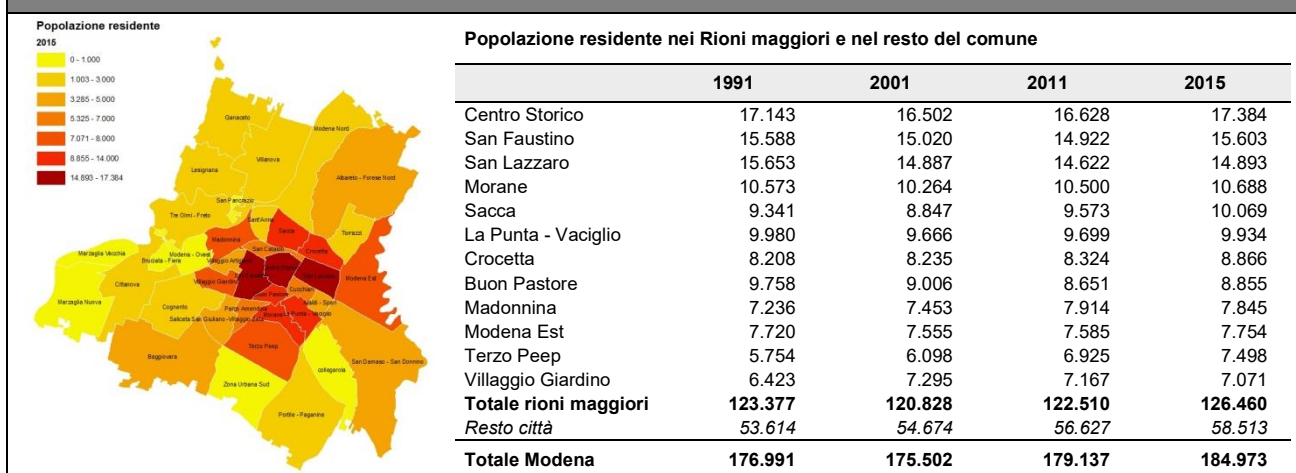 Popolazione residente
2015
0 - 1.000
1.003 - 3.000
3.285 - 5.000
5.325 - 7.000
7.071 - 8.000
8.855 - 14.000
14.893 - 17.384
Ganaceto
Modena Nord
Villanova
Lesignana
Albareto - Forese Nord
San Pancrazio
Tre Olmi - Freto
Sant'Anna
Torrazzi
Sacca
Madonnina
Crocetta
San Cataldo
Marzaglia Vecchia
Modena - Ovest
Bruciata - Fiera
Villaggio Artigiano
Modena Est
Villaggio Giardino
Cittanova
Marzaglia Nuova
Cognento
Terzo Peep
San Damaso - San Donnino
Baggiovara
collegarola
Zona Urbana Sud
Portile - Paganine
Popolazione residente nei Rioni maggiori e nel resto del comune
1991 2001 2011 2015
Centro Storico 17.143 16.502 16.628 17.384
San Faustino 15.588 15.020 14.922 15.603
San Lazzaro 15.653 14.887 14.622 14.893
Morane 10.573 10.264 10.500 10.688
Sacca 9.341 8.847 9.573 10.069
La Punta - Vaciglio 9.980 9.666 9.699 9.934
Crocetta 8.208 8.235 8.324 8.866
Buon Pastore 9.758 9.006 8.651 8.855
Madonnina 7.236 7.453 7.914 7.845
Modena Est 7.720 7.555 7.585 7.754
Terzo Peep 5.754 6.098 6.925 7.498
Villaggio Giardino 6.423 7.295 7.167 7.071
Totale rioni maggiori 123.377 120.828 122.510 126.460
Resto città 53.614 54.674 56.627 58.513
Totale Modena 176.991 175.502 179.137 184.973